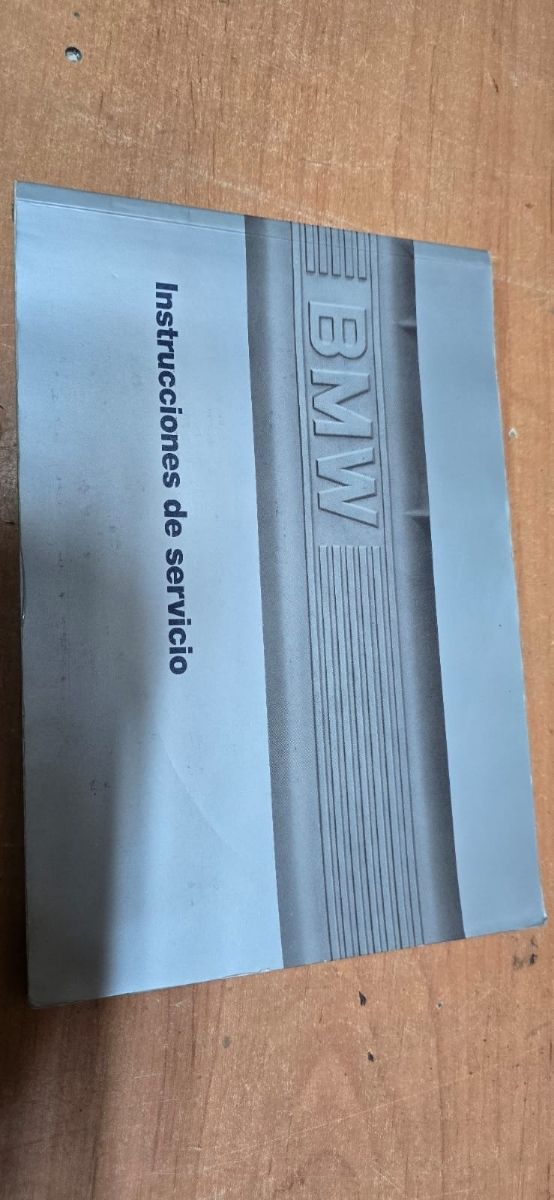 BMW
Instrucciones de servicio